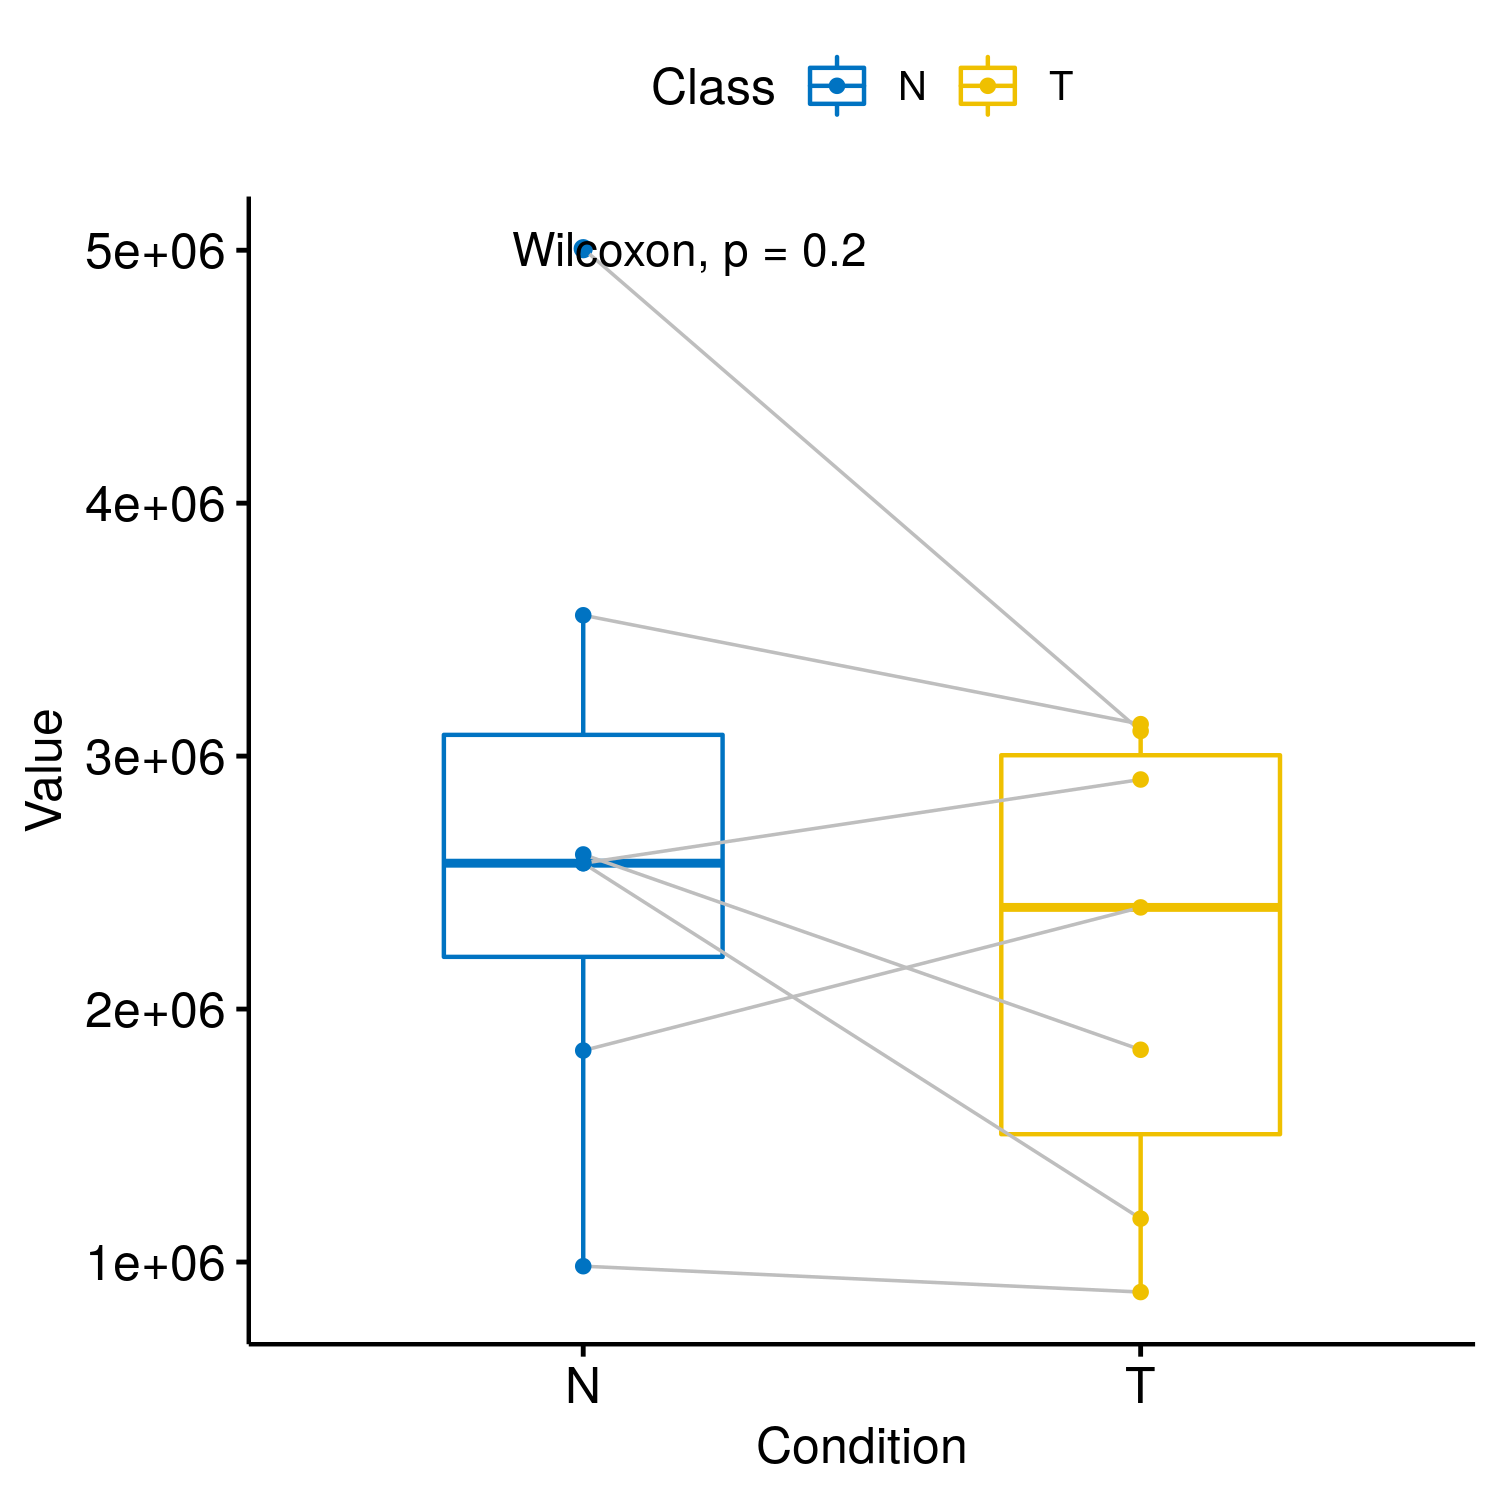 Class N T
Wilcoxon, p = 0.2
5e+06
4e+06
3e+06
2e+06
1e+06
Value
N T
Condition